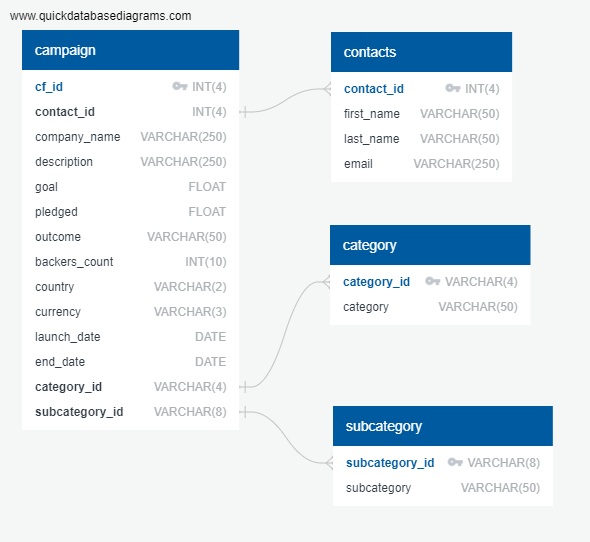 www.quickdatabasediagrams.com
campaign
cf_id INT(4)
contact_id INT(4)
company_name VARCHAR(250)
description VARCHAR(250)
goal FLOAT
pledged FLOAT
outcome VARCHAR(50)
backers_count INT(10)
country VARCHAR(2)
currency VARCHAR(3)
launch_date DATE
end_date DATE
category_id VARCHAR(4)
subcategory_id VARCHAR(8)
contacts
contact_id INT(4)
first_name VARCHAR(50)
last_name VARCHAR(50)
email VARCHAR(250)
category
category_id VARCHAR(4)
category VARCHAR(50)
subcategory
subcategory_id VARCHAR(8)
subcategory VARCHAR(50)